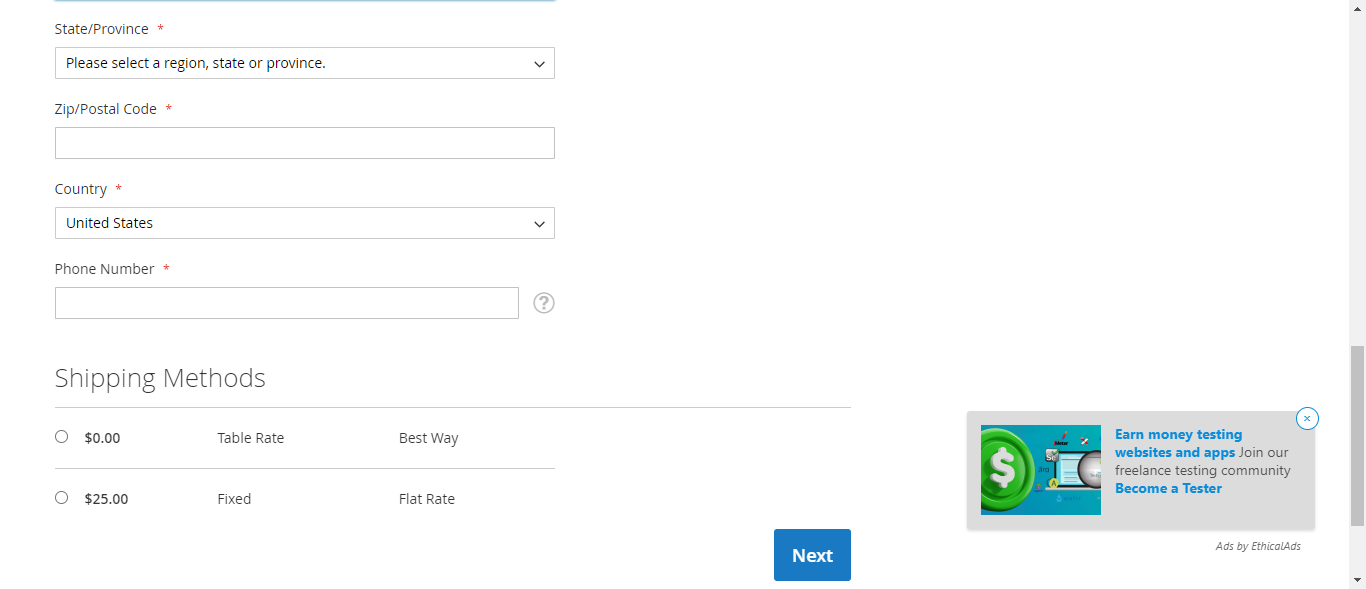 State/Province *
Please select a region, state or province.
Zip/Postal Code *
Country *
United States
Phone Number *
?
Shipping Methods
$0.00 Table Rate Best Way
$25.00 Fixed Flat Rate
Next
Earn money testing
websites and apps Join our
freelance testing community
Become a Tester
Ads by EthicalAds